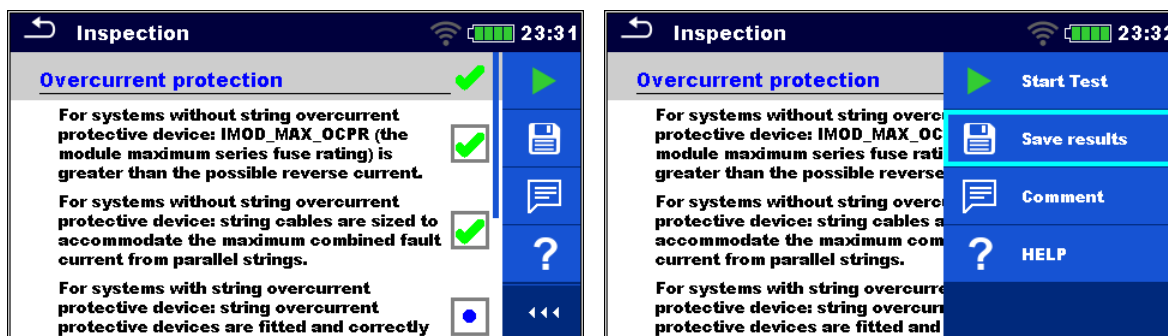 Inspection
23:31
Overcurrent protection
For systems without string overcurrent
protective device: IMOD_MAX_OCPR (the
module maximum series fuse rating) is
greater than the possible reverse current.
For systems without string overcurrent
protective device: string cables are sized to
accommodate the maximum combined fault
current from parallel strings.
For systems with string overcurrent
protective device: string overcurrent
protective devices are fitted and correctly
?
Inspection
23:32
Overcurrent protection
For systems without string overc
protective device: IMOD_MAX_OC
module maximum series fuse rati
greater than the possible reverse
For systems without string overc
protective device: string cables a
accommodate the maximum com
current from parallel strings.
For systems with string overcurre
protective device: string overcurr
protective devices are fitted and
Start Test
Save results
Comment
? HELP